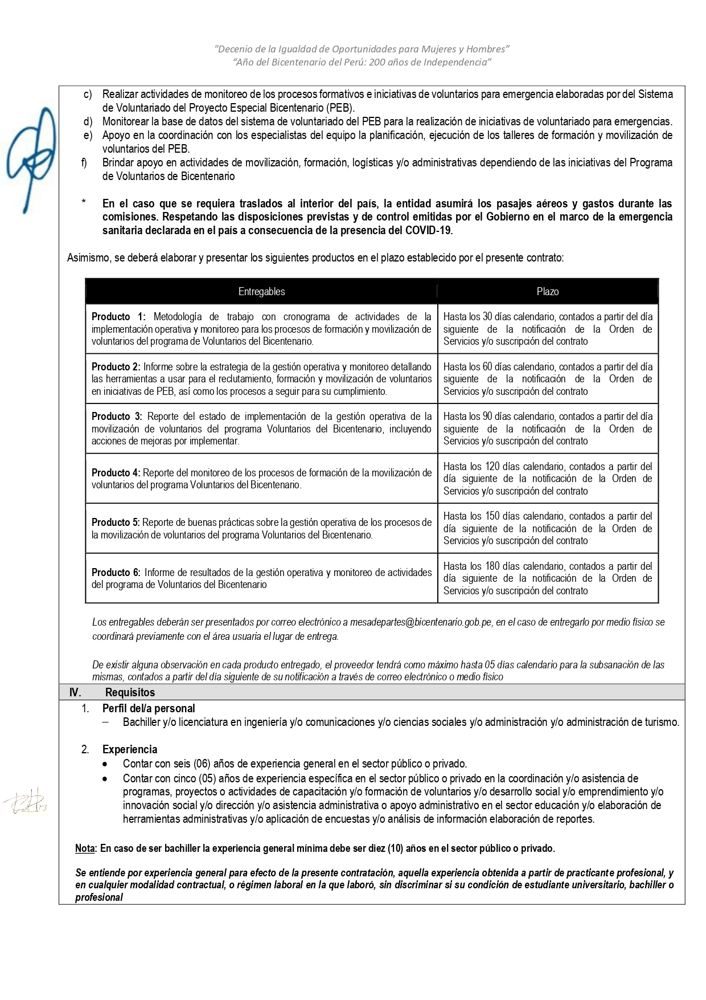 "Decenio de la Igualdad de Oportunidades para Mujeres y Hombres”
“Año del Bicentenario del Perú: 200 años de Independencia”
c) Realizar actividades de monitoreo de los procesos formativos e iniciativas de voluntarios para emergencia elaboradas por del Sistema
de Voluntariado del Proyecto Especial Bicentenario (PEB).
d) Monitorear la base de datos del sistema de voluntariado del PEB para la realización de iniciativas de voluntariado para emergencias.
e) Apoyo en la coordinación con los especialistas del equipo la planificación, ejecución de los talleres de formación y movilización de
voluntarios del PEB.
f) Brindar apoyo en actividades de movilización, formación, logísticas y/o administrativas dependiendo de las iniciativas del Programa
de Voluntarios de Bicentenario
* En el caso que se requiera traslados al interior del país, la entidad asumirá los pasajes aéreos y gastos durante las
comisiones. Respetando las disposiciones previstas y de control emitidas por el Gobierno en el marco de la emergencia
sanitaria declarada en el país a consecuencia de la presencia del COVID-19.
Asimismo, se deberá elaborar y presentar los siguientes productos en el plazo establecido por el presente contrato:
Entregables Plazo
Producto 1: Metodología de trabajo con cronograma de actividades de la
implementación operativa y monitoreo para los procesos de formación y movilización de
voluntarios del programa de Voluntarios del Bicentenario.
Hasta los 30 días calendario, contados a partir del día
siguiente de la notificación de la Orden de
Servicios y/o suscripción del contrato
Producto 2: Informe sobre la estrategia de la gestión operativa y monitoreo detallando
las herramientas a usar para el reclutamiento, formación y movilización de voluntarios
en iniciativas de PEB, así como los procesos a seguir para su cumplimiento.
Hasta los 60 días calendario, contados a partir del día
siguiente de la notificación de la Orden de
Servicios y/o suscripción del contrato
Producto 3: Reporte del estado de implementación de la gestión operativa de la
movilización de voluntarios del programa Voluntarios del Bicentenario, incluyendo
acciones de mejoras por implementar.
Hasta los 90 días calendario, contados a partir del día
siguiente de la notificación de la Orden de
Servicios y/o suscripción del contrato
Producto 4: Reporte del monitoreo de los procesos de formación de la movilización de
voluntarios del programa Voluntarios del Bicentenario.
Hasta los 120 días calendario, contados a partir del
día siguiente de la notificación de la Orden de
Servicios y/o suscripción del contrato
Producto 5: Reporte de buenas prácticas sobre la gestión operativa de los procesos de
la movilización de voluntarios del programa Voluntarios del Bicentenario.
Hasta los 150 días calendario, contados a partir del
día siguiente de la notificación de la Orden de
Servicios y/o suscripción del contrato
Producto 6: Informe de resultados de la gestión operativa y monitoreo de actividades
del programa de Voluntarios del Bicentenario
Hasta los 180 días calendario, contados a partir del
día siguiente de la notificación de la Orden de
Servicios y/o suscripción del contrato
Los entregables deberán ser presentados por correo electrónico a mesadepartes@bicentenario.gob.pe, en el caso de entregarlo por medio físico se
coordinará previamente con el área usuaria el lugar de entrega.
De existir alguna observación en cada producto entregado, el proveedor tendrá como máximo hasta 05 días calendario para la subsanación de las
mismas, contados a partir del día siguiente de su notificación a través de correo electrónico o medio físico
IV. Requisitos
1. Perfil del/a personal
– Bachiller y/o licenciatura en ingeniería y/o comunicaciones y/o ciencias sociales y/o administración y/o administración de turismo.
2. Experiencia
• Contar con seis (06) años de experiencia general en el sector público o privado.
• Contar con cinco (05) años de experiencia específica en el sector público o privado en la coordinación y/o asistencia de
programas, proyectos o actividades de capacitación y/o formación de voluntarios y/o desarrollo social y/o emprendimiento y/o
innovación social y/o dirección y/o asistencia administrativa o apoyo administrativo en el sector educación y/o elaboración de
herramientas administrativas y/o aplicación de encuestas y/o análisis de información elaboración de reportes.
Nota: En caso de ser bachiller la experiencia general mínima debe ser diez (10) años en el sector público o privado.
Se entiende por experiencia general para efecto de la presente contratación, aquella experiencia obtenida a partir de practicante profesional, y
en cualquier modalidad contractual, o régimen laboral en la que laboró, sin discriminar si su condición de estudiante universitario, bachiller o
profesional